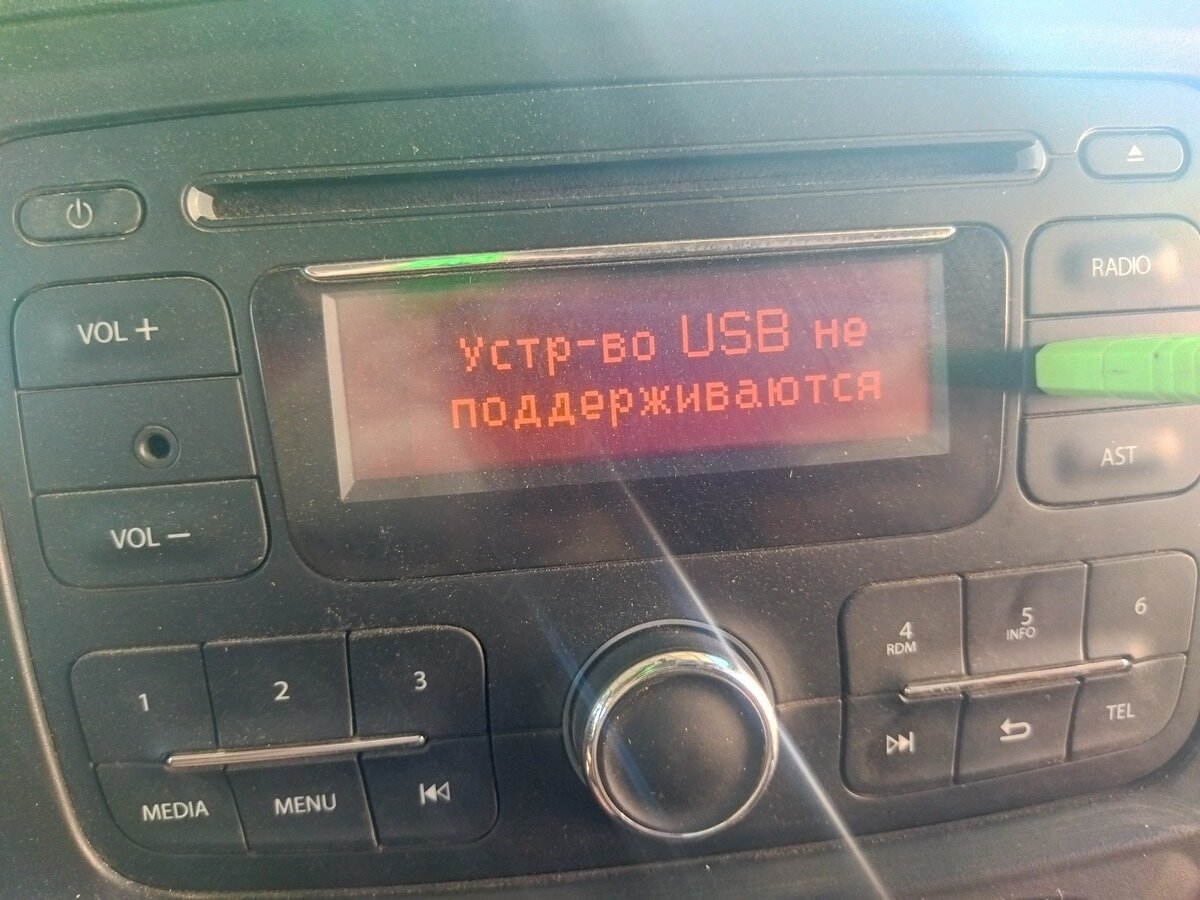 RADIO
VOL +
Устр-во USB не
поддерживаются
AST
VOL −
1
2
3
4
RDM
5
INFO
6
MEDIA
MENU
TEL